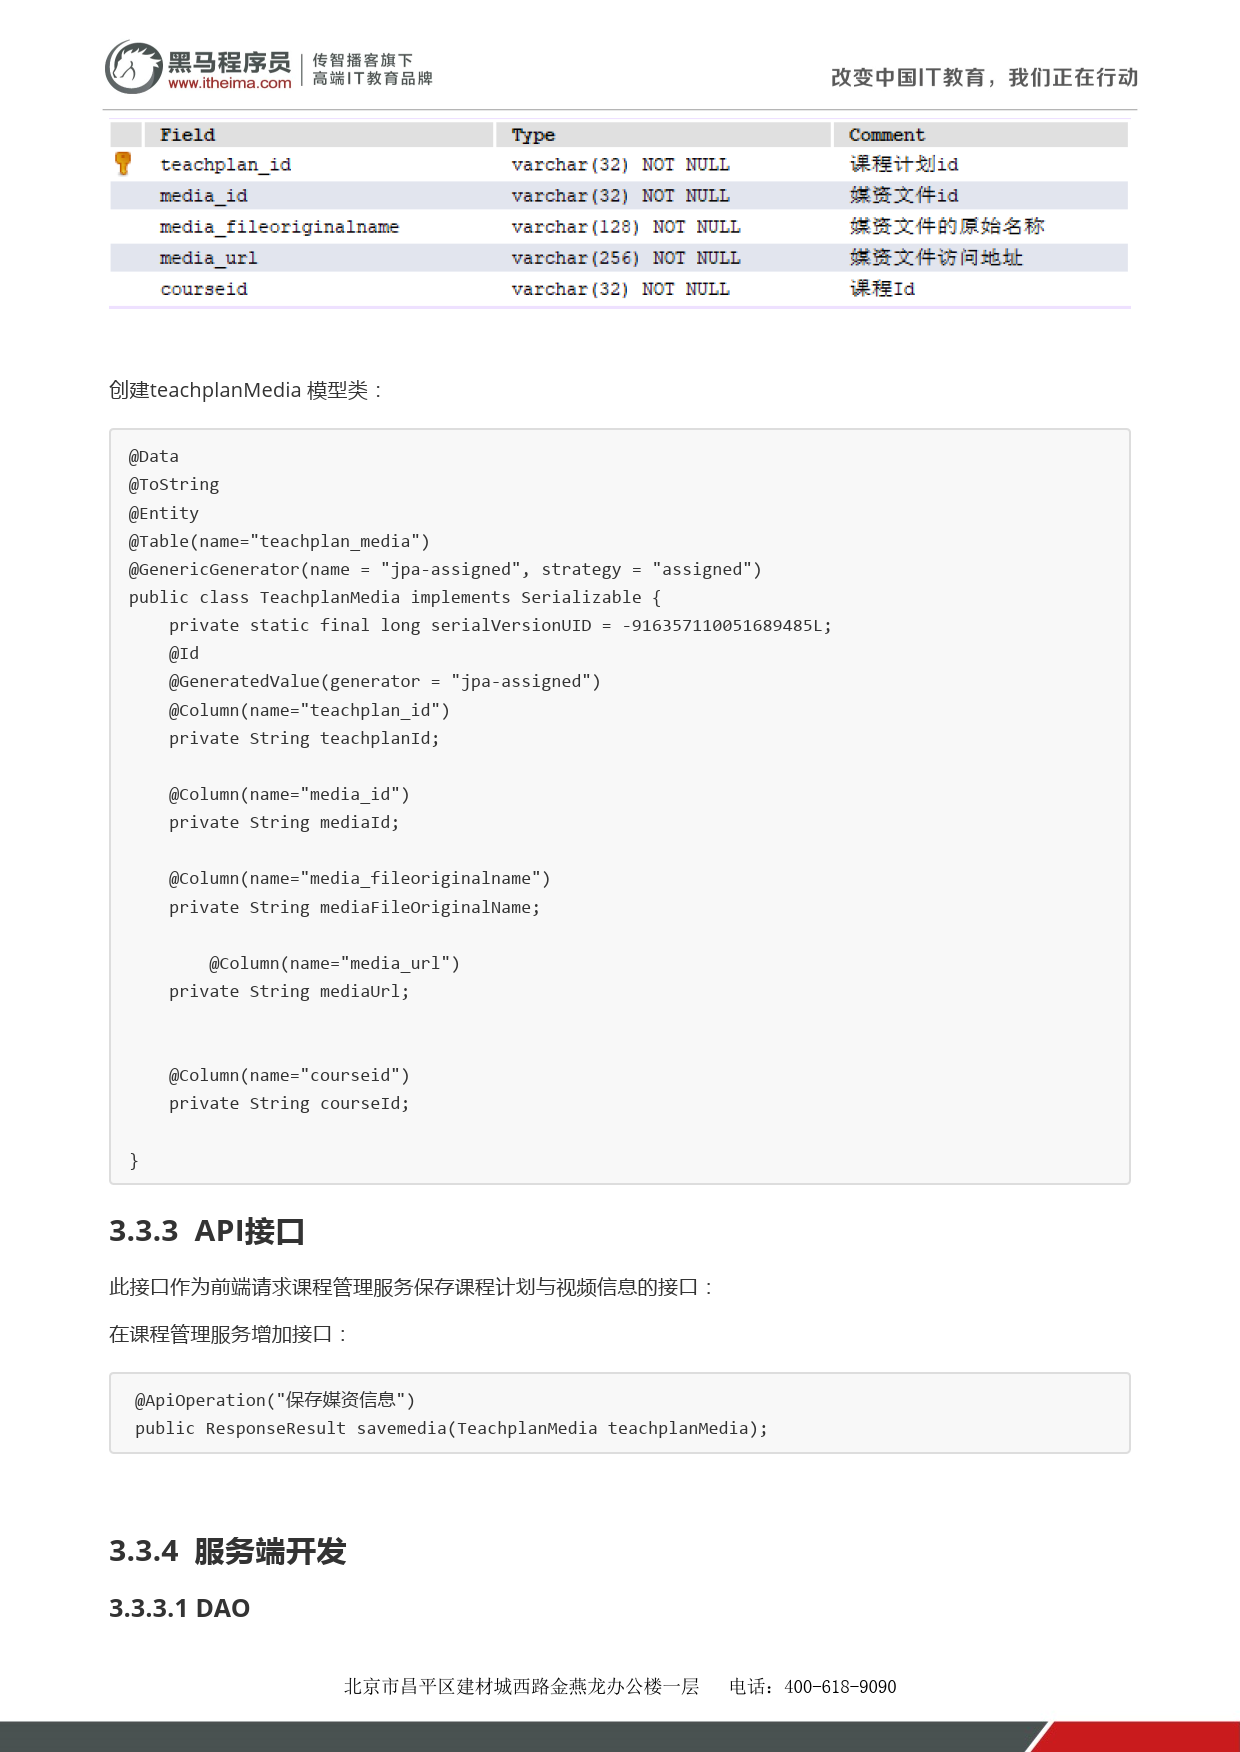 黑马程序员 传智播客旗下
www.itheima.com 高端IT教育品牌
改变中国IT教育，我们正在行动
Field Type Comment
teachplan_id varchar(32) NOT NULL 课程计划id
media_id varchar(32) NOT NULL 媒资文件id
media_fileoriginalname varchar(128) NOT NULL 媒资文件的原始名称
media_url varchar(256) NOT NULL 媒资文件访问地址
courseid varchar(32) NOT NULL 课程Id
创建teachplanMedia 模型类：
@Data
@ToString
@Entity
@Table(name="teachplan_media")
@GenericGenerator(name = "jpa-assigned", strategy = "assigned")
public class TeachplanMedia implements Serializable {
    private static final long serialVersionUID = -916357110051689485L;
    @Id
    @GeneratedValue(generator = "jpa-assigned")
    @Column(name="teachplan_id")
    private String teachplanId;
    @Column(name="media_id")
    private String mediaId;
    @Column(name="media_fileoriginalname")
    private String mediaFileOriginalName;
        @Column(name="media_url")
    private String mediaUrl;
    @Column(name="courseid")
    private String courseId;
}
3.3.3 API接口
此接口作为前端请求课程管理服务保存课程计划与视频信息的接口：
在课程管理服务增加接口：
@ApiOperation("保存媒资信息")
public ResponseResult savemedia(TeachplanMedia teachplanMedia);
3.3.4 服务端开发
3.3.3.1 DAO
北京市昌平区建材城西路金燕龙办公楼一层 电话：400-618-9090